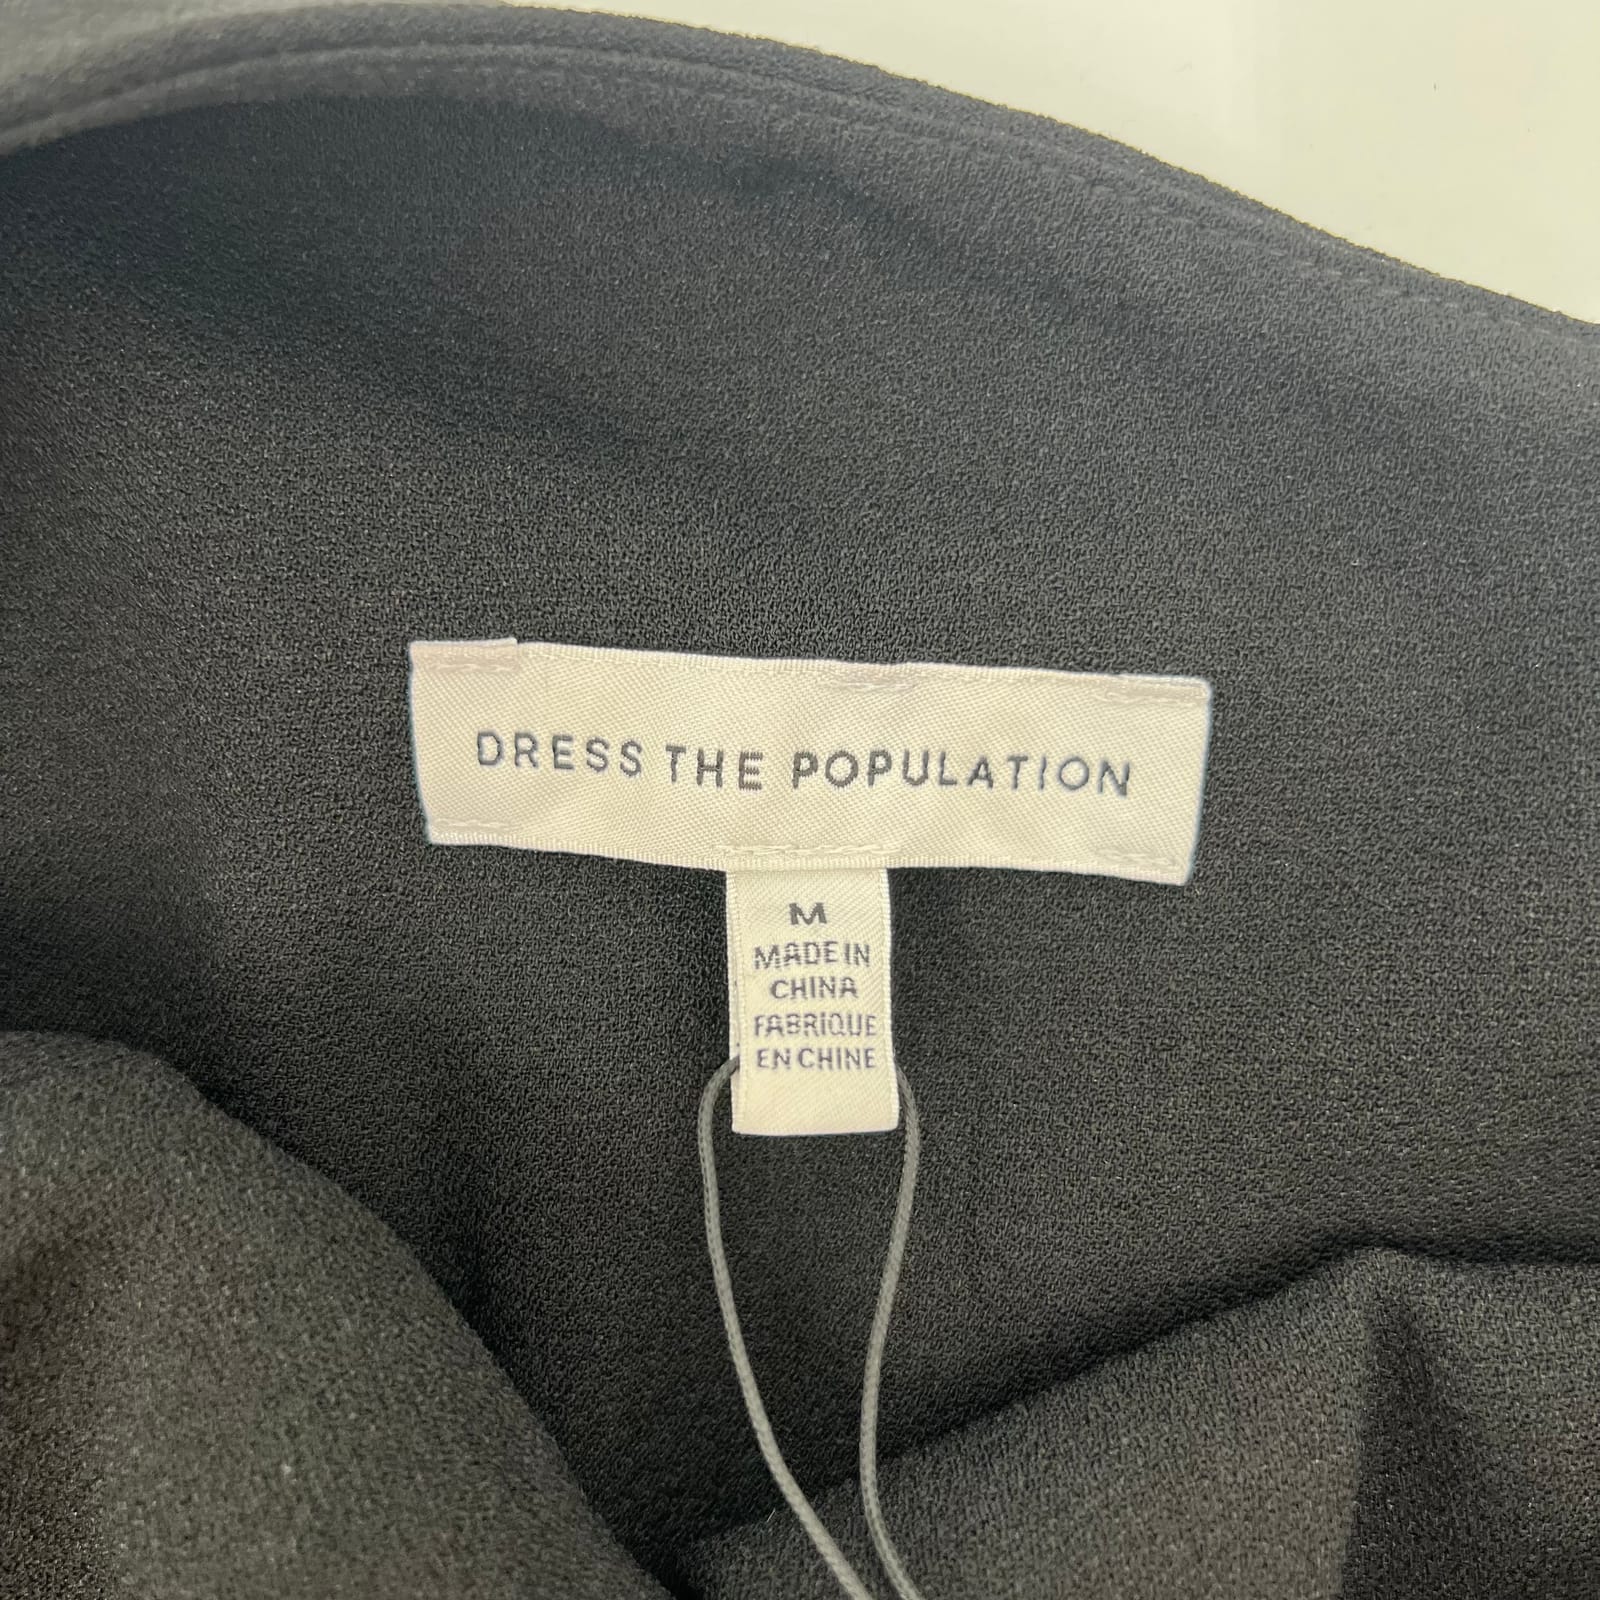 DRESS THE POPULATION
M
MADE IN
CHINA
FABRIQUE
EN CHINE